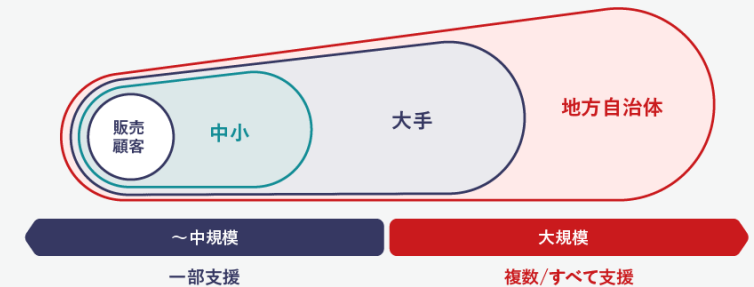 販売
顧客
中小
大手
地方自治体
～中規模
大規模
一部支援
複数/すべて支援